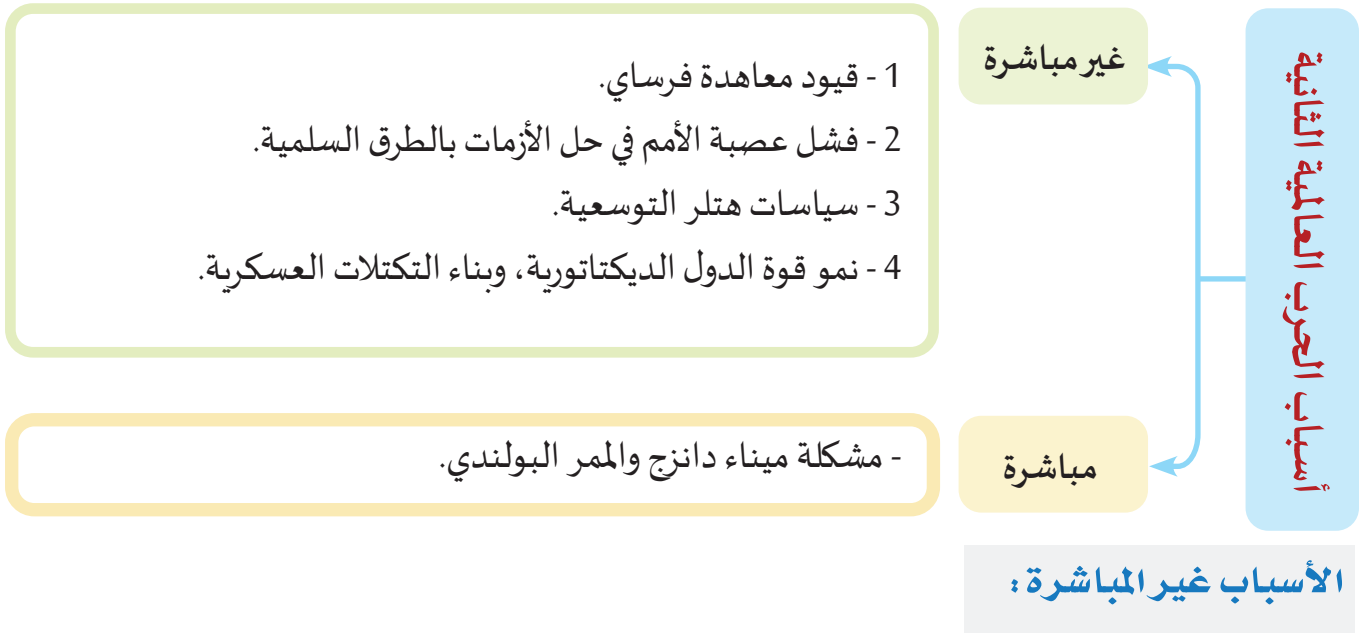 أسباب الحرب العالمية الثانية
غير مباشرة
1 - قيود معاهدة فرساي.
2 - فشل عصبة الأمم في حل الأزمات بالطرق السلمية.
3 - سياسات هتلر التوسعية.
4 - نمو قوة الدول الديكتاتورية، وبناء التكتلات العسكرية.
مباشرة
- مشكلة ميناء دانزج والممر البولندي.
الأسباب غير المباشرة :